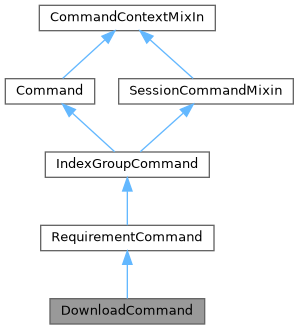 CommandContextMixIn
Command
SessionCommandMixin
IndexGroupCommand
RequirementCommand
DownloadCommand